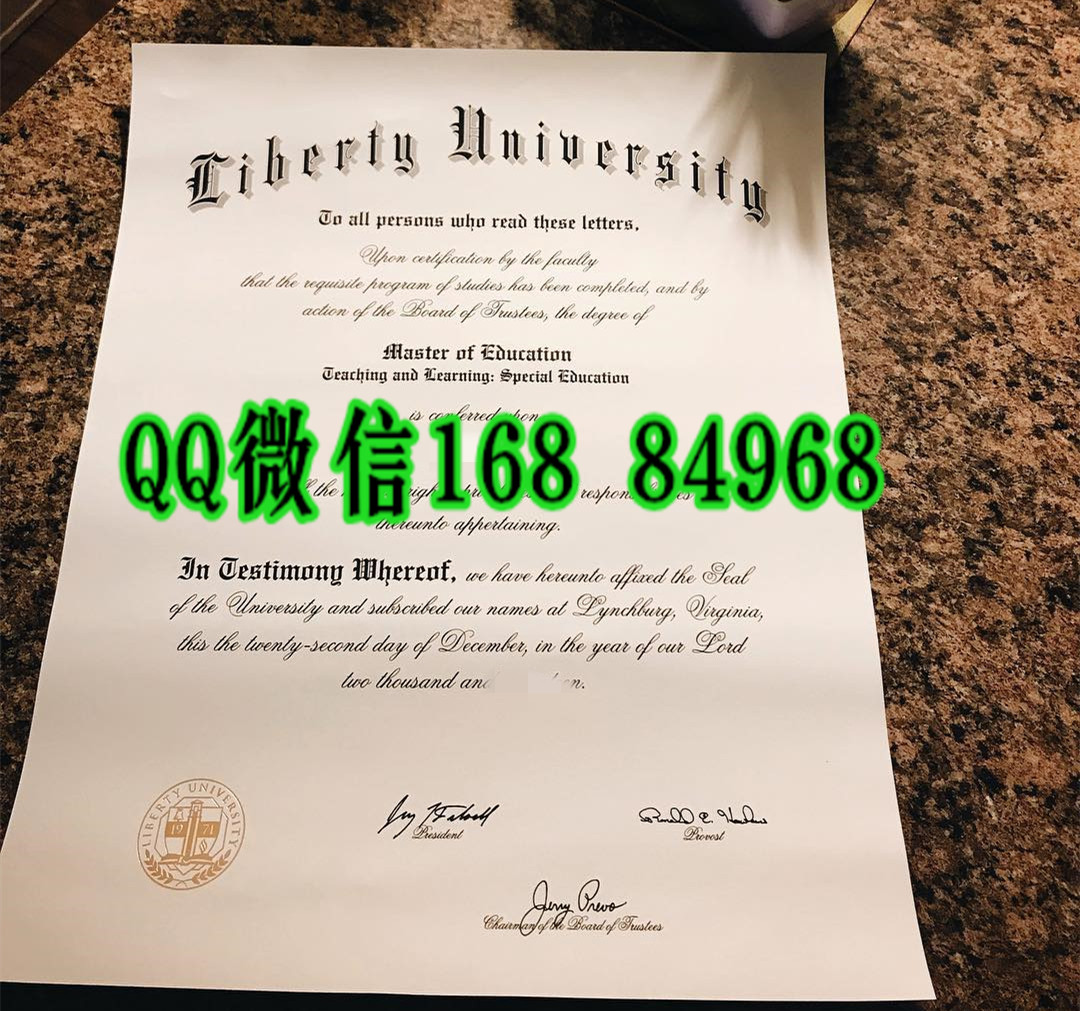 Liberty University
To all persons who read these letters,
Upon certification by the faculty
that the requisite program of studies has been completed, and by
action of the Board of Trustees, the degree of
Master of Education
Teaching and Learning: Special Education
is conferred upon
QQ微信168 84968
the
thereunto appertaining.
In Testimony Whereof, we have hereunto affixed the Seal
of the University and subscribed our names at Lynchburg, Virginia,
this the twenty-second day of December, in the year of our Lord
two thousand and
LIBERTY UNIVERSITY
1971
President
Provost
Jerry Prevo
Chairman of the Board of Trustees